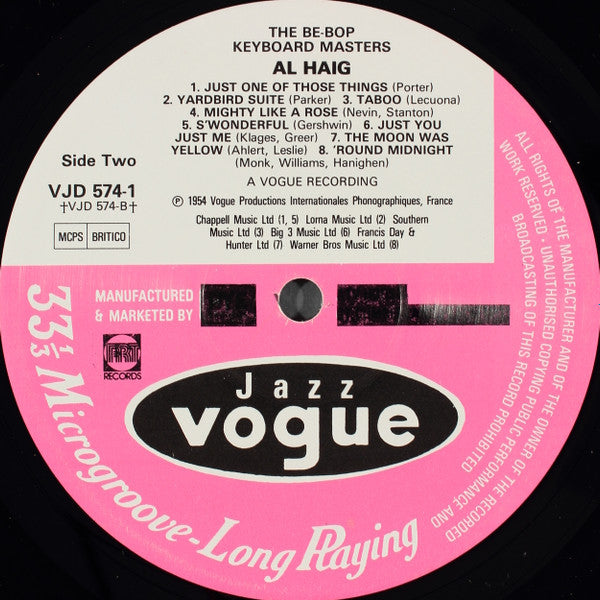 THE BE-BOP
KEYBOARD MASTERS
AL HAIG
1. JUST ONE OF THOSE THINGS (Porter)
2. YARDBIRD SUITE (Parker) 3. TABOO (Lecuona)
4. MIGHTY LIKE A ROSE (Nevin, Stanton)
5. S'WONDERFUL (Gershwin) 6. JUST YOU
JUST ME (Klages, Greer) 7. THE MOON WAS
YELLOW (Ahlert, Leslie) 8. 'ROUND MIDNIGHT
(Monk, Williams, Hanighen)
Side Two
VJD 574-1
†VJD 574-B†
MCPS BRITICO
A VOGUE RECORDING
℗ 1954 Vogue Productions Internationales Phonographiques, France
Chappell Music Ltd (1, 5) Lorna Music Ltd (2) Southern
Music Ltd (3) Big 3 Music Ltd (6) Francis Day &
Hunter Ltd (7) Warner Bros Music Ltd (8)
MANUFACTURED
& MARKETED BY
PRT
RECORDS
Jazz
vogue
33 1/3 Microgroove-Long Playing
ALL RIGHTS OF THE MANUFACTURER AND OF THE OWNER OF THE RECORDED
WORK RESERVED · UNAUTHORISED COPYING PUBLIC PERFORMANCE AND
BROADCASTING OF THIS RECORD PROHIBITED